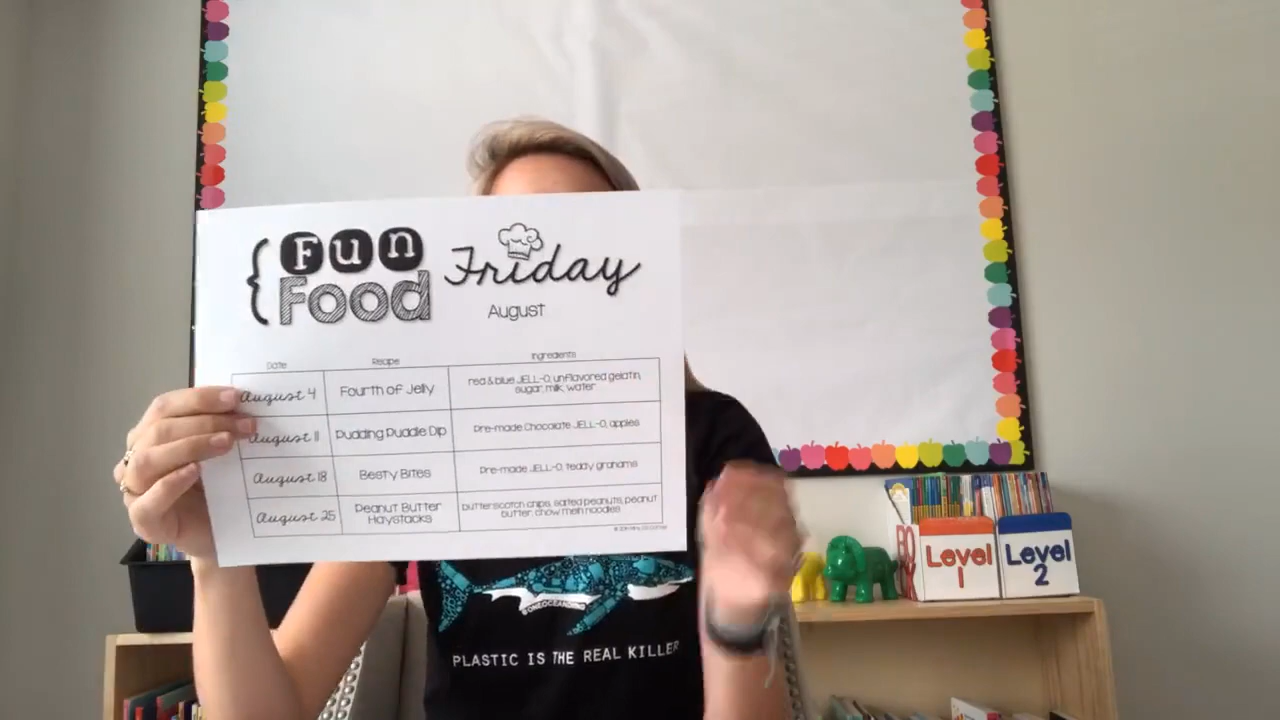 Fun
Food
Friday
August
Date Recipe Ingredients
August 4 Fourth of Jelly red & blue JELL-O, unflavored gelatin,
sugar, milk, water
August 11 Pudding Puddle Dip Pre-made Chocolate JELL-O, apples
August 18 Besty Bites Pre-made JELL-O, teddy grahams
August 25 Peanut Butter
Haystacks
butterscotch chips, salted peanuts, peanut
butter, chow mein noodles
@ONEOCEANDIVING
PLASTIC IS THE REAL KILLER
Level
1
Level
2